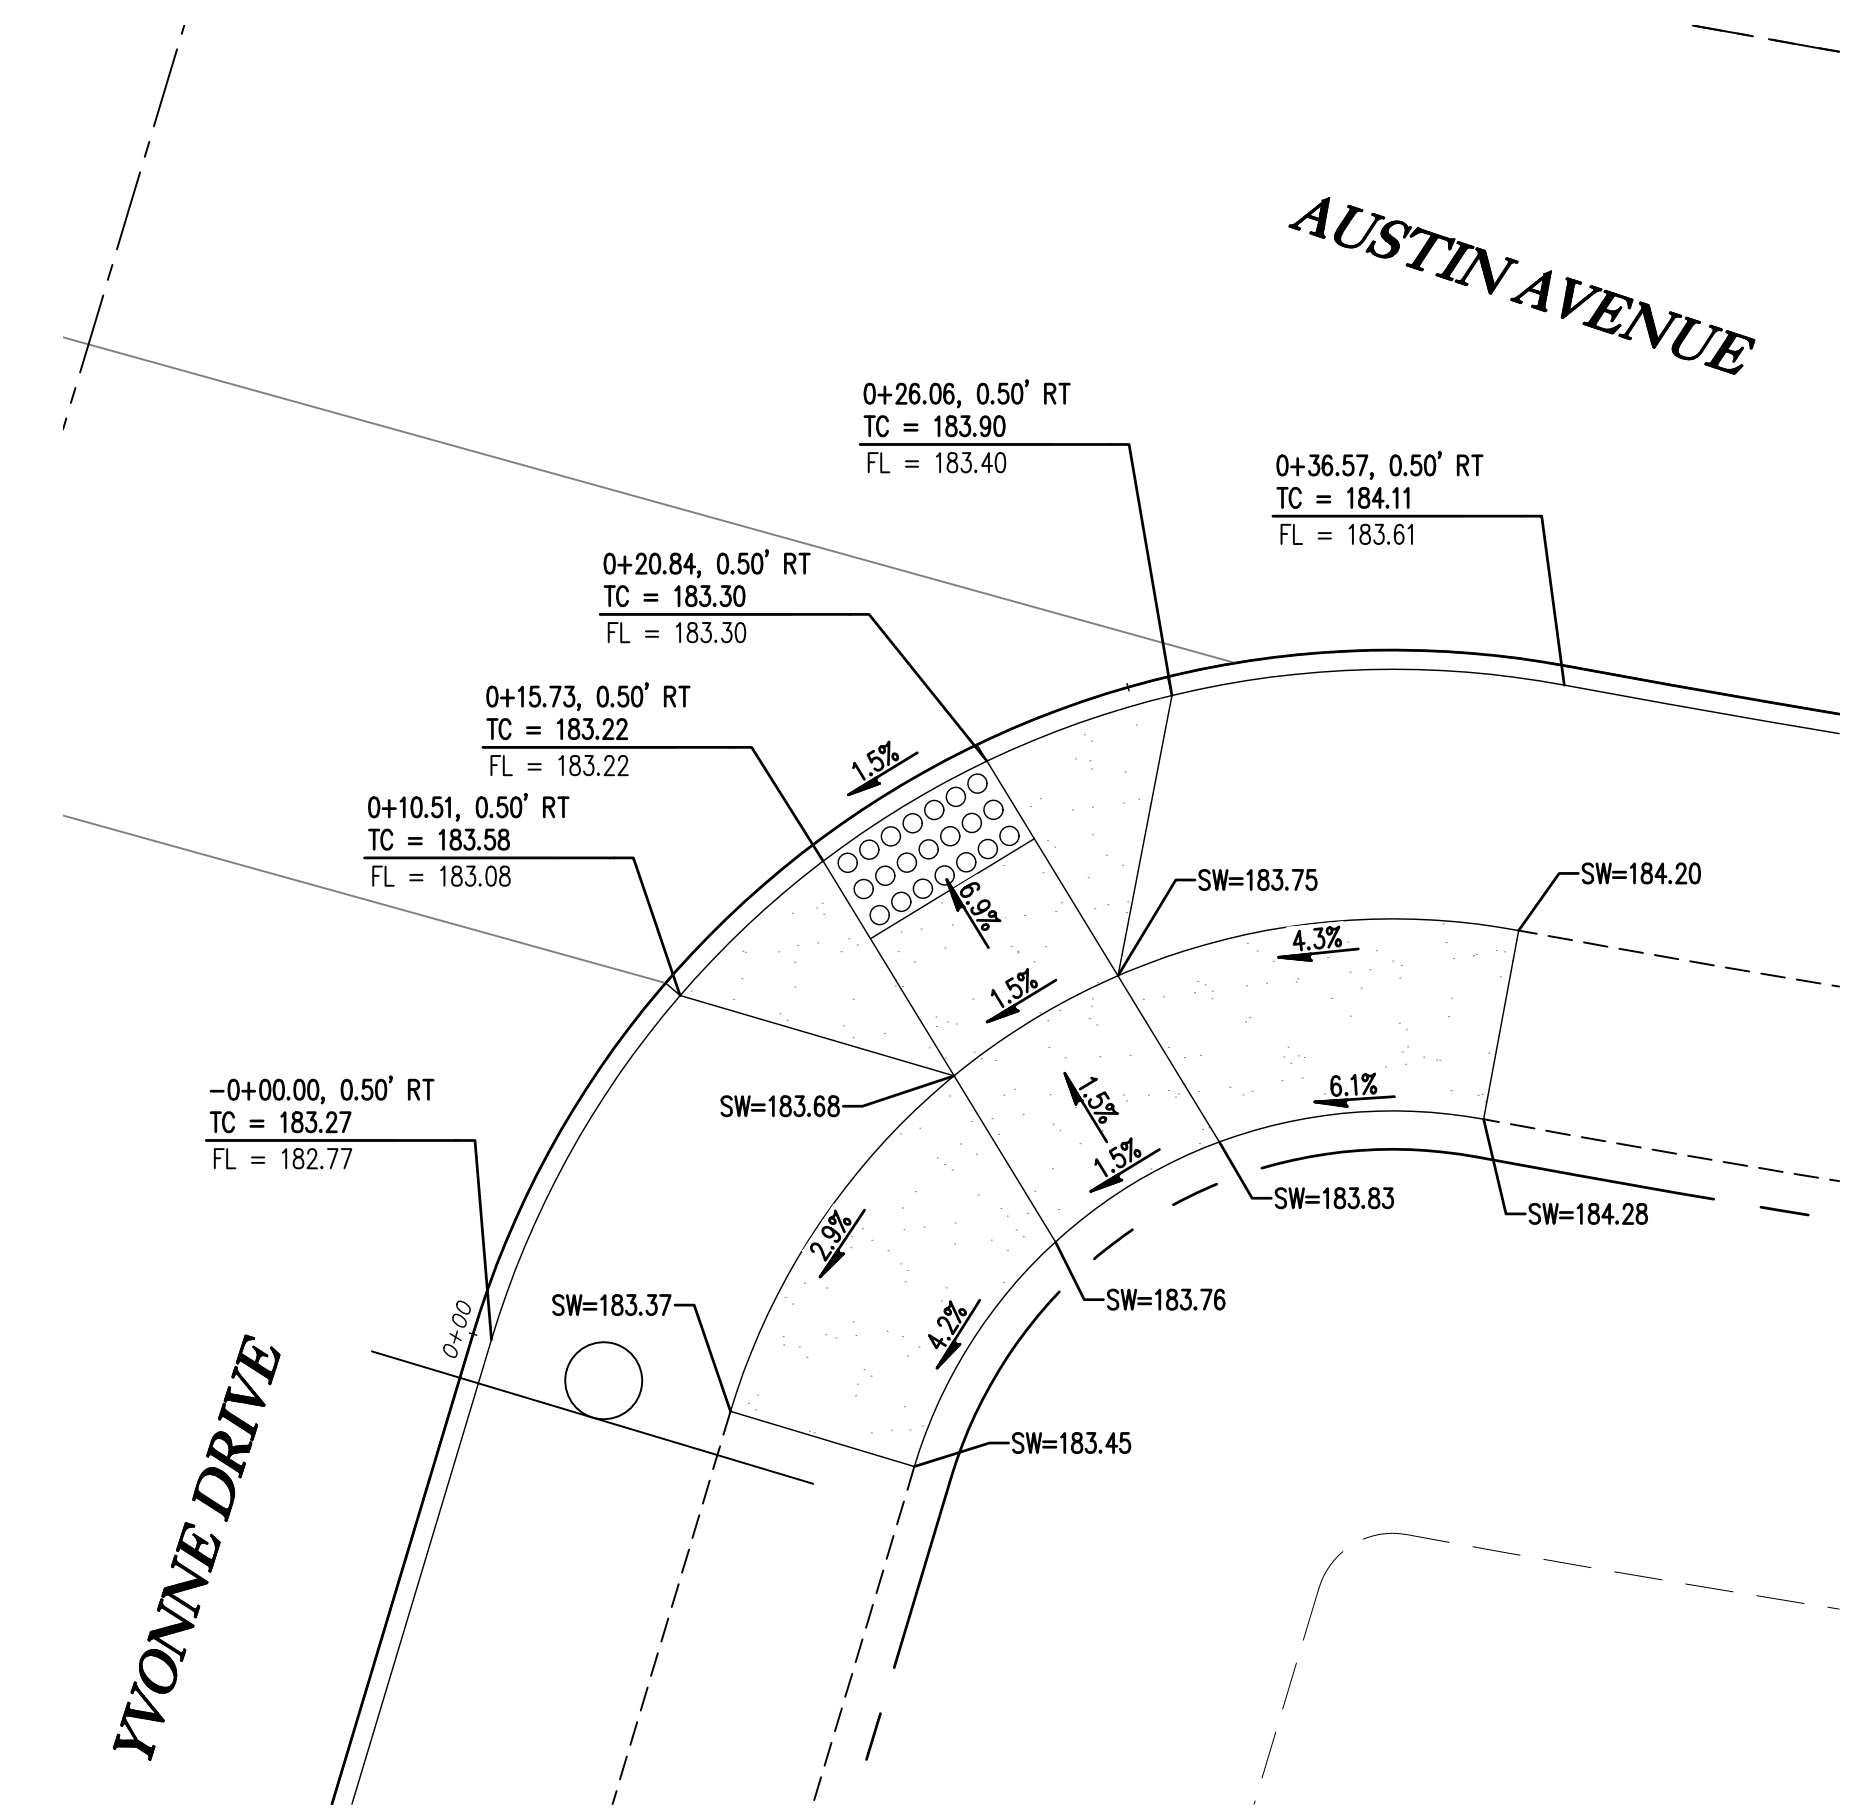 AUSTIN AVENUE
0+26.06, 0.50' RT
TC = 183.90
FL = 183.40
0+36.57, 0.50' RT
TC = 184.11
FL = 183.61
0+20.84, 0.50' RT
TC = 183.30
FL = 183.30
0+15.73, 0.50' RT
TC = 183.22
FL = 183.22
1.5%
0+10.51, 0.50' RT
TC = 183.58
FL = 183.08
6.9%
SW=183.75
SW=184.20
4.3%
1.5%
-0+00.00, 0.50' RT
TC = 183.27
FL = 182.77
SW=183.68
1.5%
6.1%
1.5%
SW=183.83
SW=184.28
2.9%
SW=183.76
SW=183.37
4.2%
0+00
SW=183.45
YVONNE DRIVE